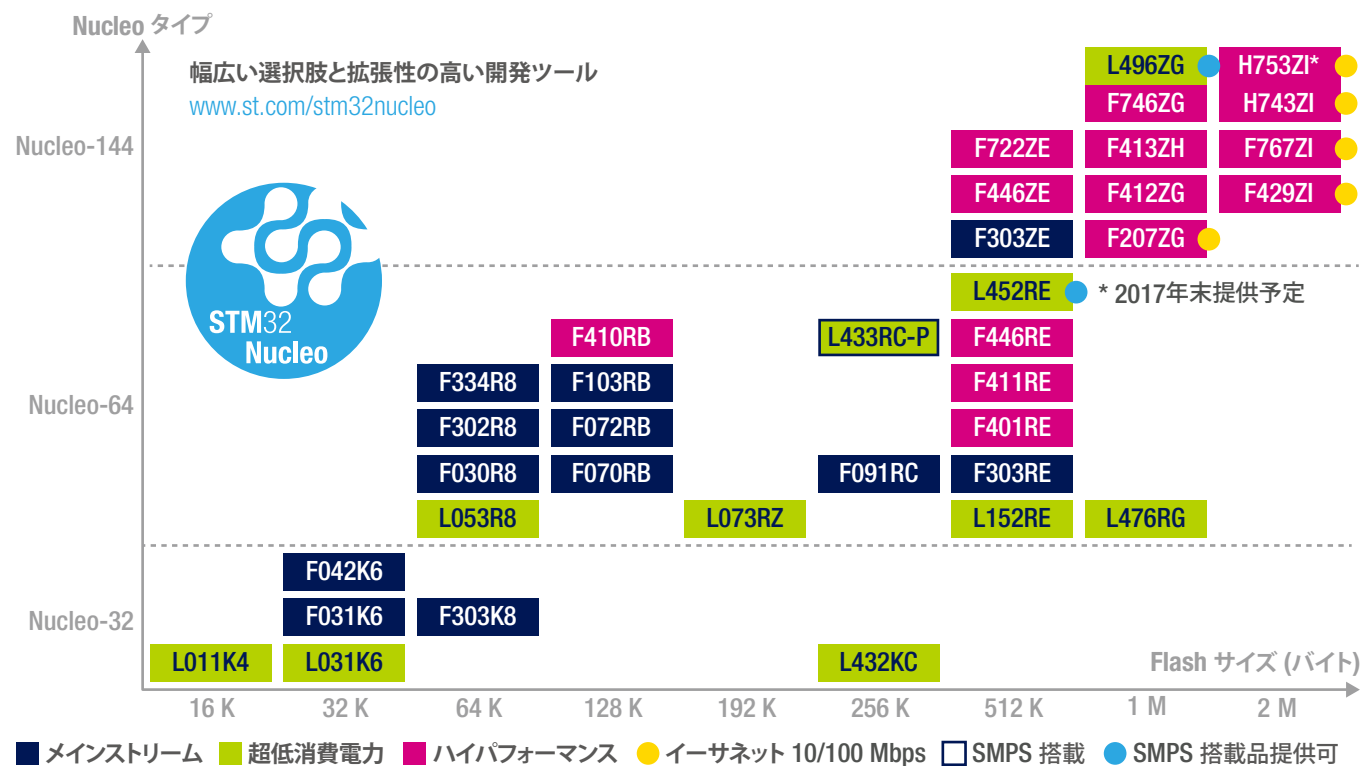 Nucleo タイプ
幅広い選択肢と拡張性の高い開発ツール
www.st.com/stm32nucleo
L496ZG H753ZI*
F746ZG H743ZI
Nucleo-144 F722ZE F413ZH F767ZI
F446ZE F412ZG F429ZI
F303ZE F207ZG
L452RE * 2017年末提供予定
STM32
Nucleo
F410RB L433RC-P F446RE
F334R8 F103RB F411RE
Nucleo-64
F302R8 F072RB F401RE
F030R8 F070RB F091RC F303RE
L053R8 L073RZ L152RE L476RG
F042K6
Nucleo-32 F031K6 F303K8
L011K4 L031K6 L432KC Flash サイズ (バイト)
16 K 32 K 64 K 128 K 192 K 256 K 512 K 1 M 2 M
メインストリーム 超低消費電力 ハイパフォーマンス イーサネット 10/100 Mbps SMPS 搭載 SMPS 搭載品提供可